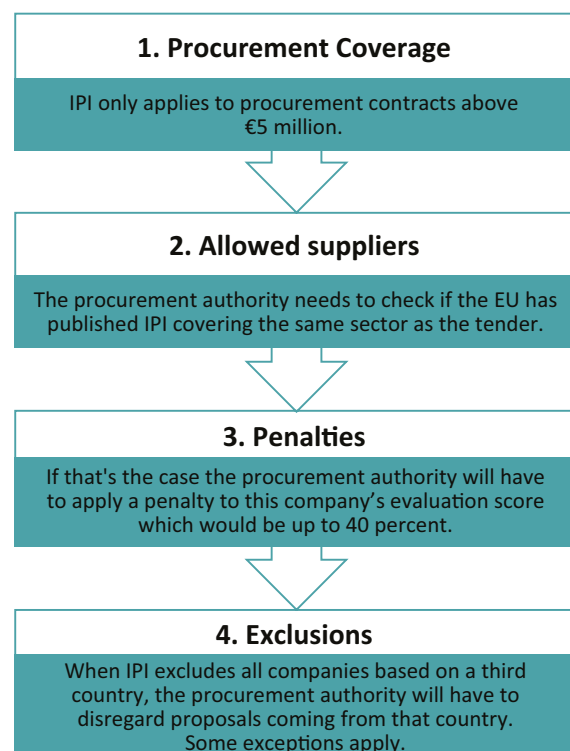 1. Procurement Coverage
IPI only applies to procurement contracts above
€5 million.
2. Allowed suppliers
The procurement authority needs to check if the EU has
published IPI covering the same sector as the tender.
3. Penalties
If that's the case the procurement authority will have
to apply a penalty to this company’s evaluation score
which would be up to 40 percent.
4. Exclusions
When IPI excludes all companies based on a third
country, the procurement authority will have to
disregard proposals coming from that country.
Some exceptions apply.